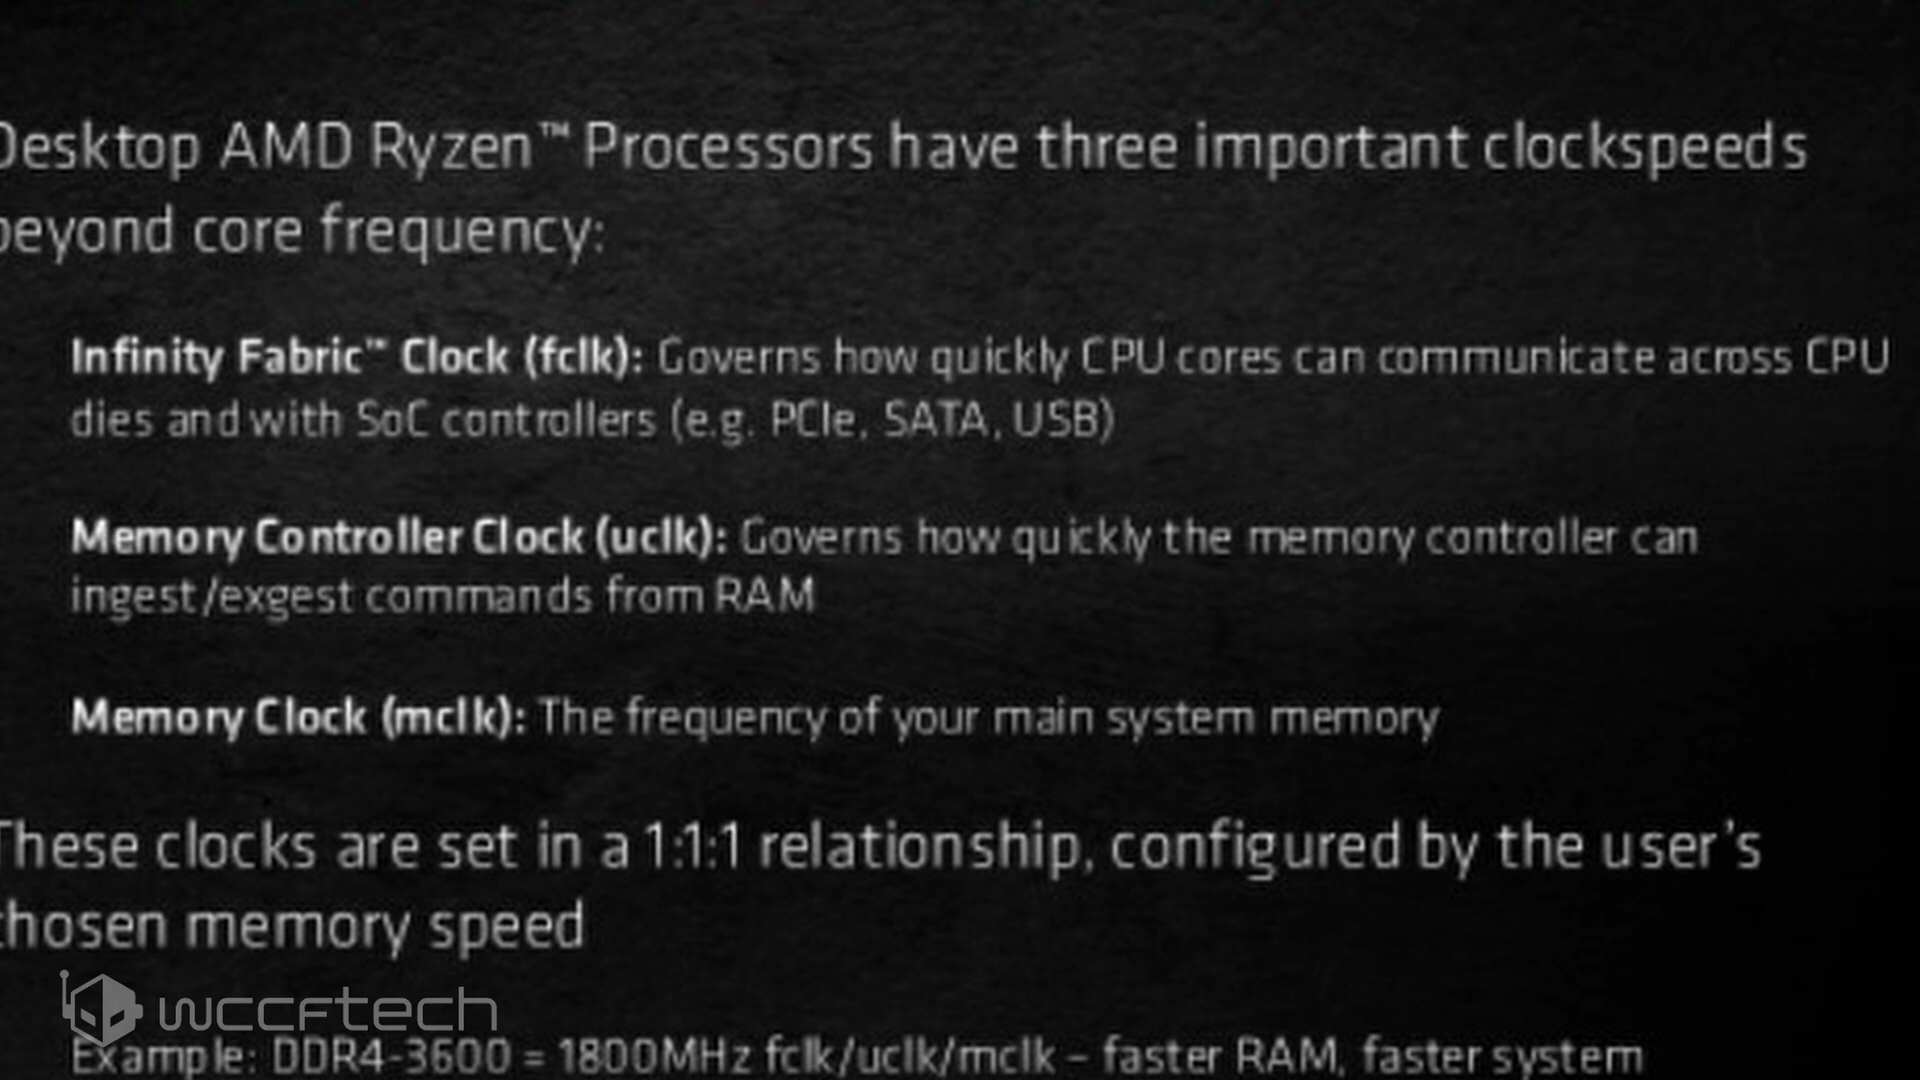 Desktop AMD Ryzen™ Processors have three important clockspeeds
beyond core frequency:
Infinity Fabric™ Clock (fclk): Governs how quickly CPU cores can communicate across CPU
dies and with SoC controllers (e.g. PCIe, SATA, USB)
Memory Controller Clock (uclk): Governs how quickly the memory controller can
ingest/exgest commands from RAM
Memory Clock (mclk): The frequency of your main system memory
These clocks are set in a 1:1:1 relationship, configured by the user's
chosen memory speed
wccftech
Example: DDR4-3600 = 1800MHz fclk/uclk/mclk – faster RAM, faster system